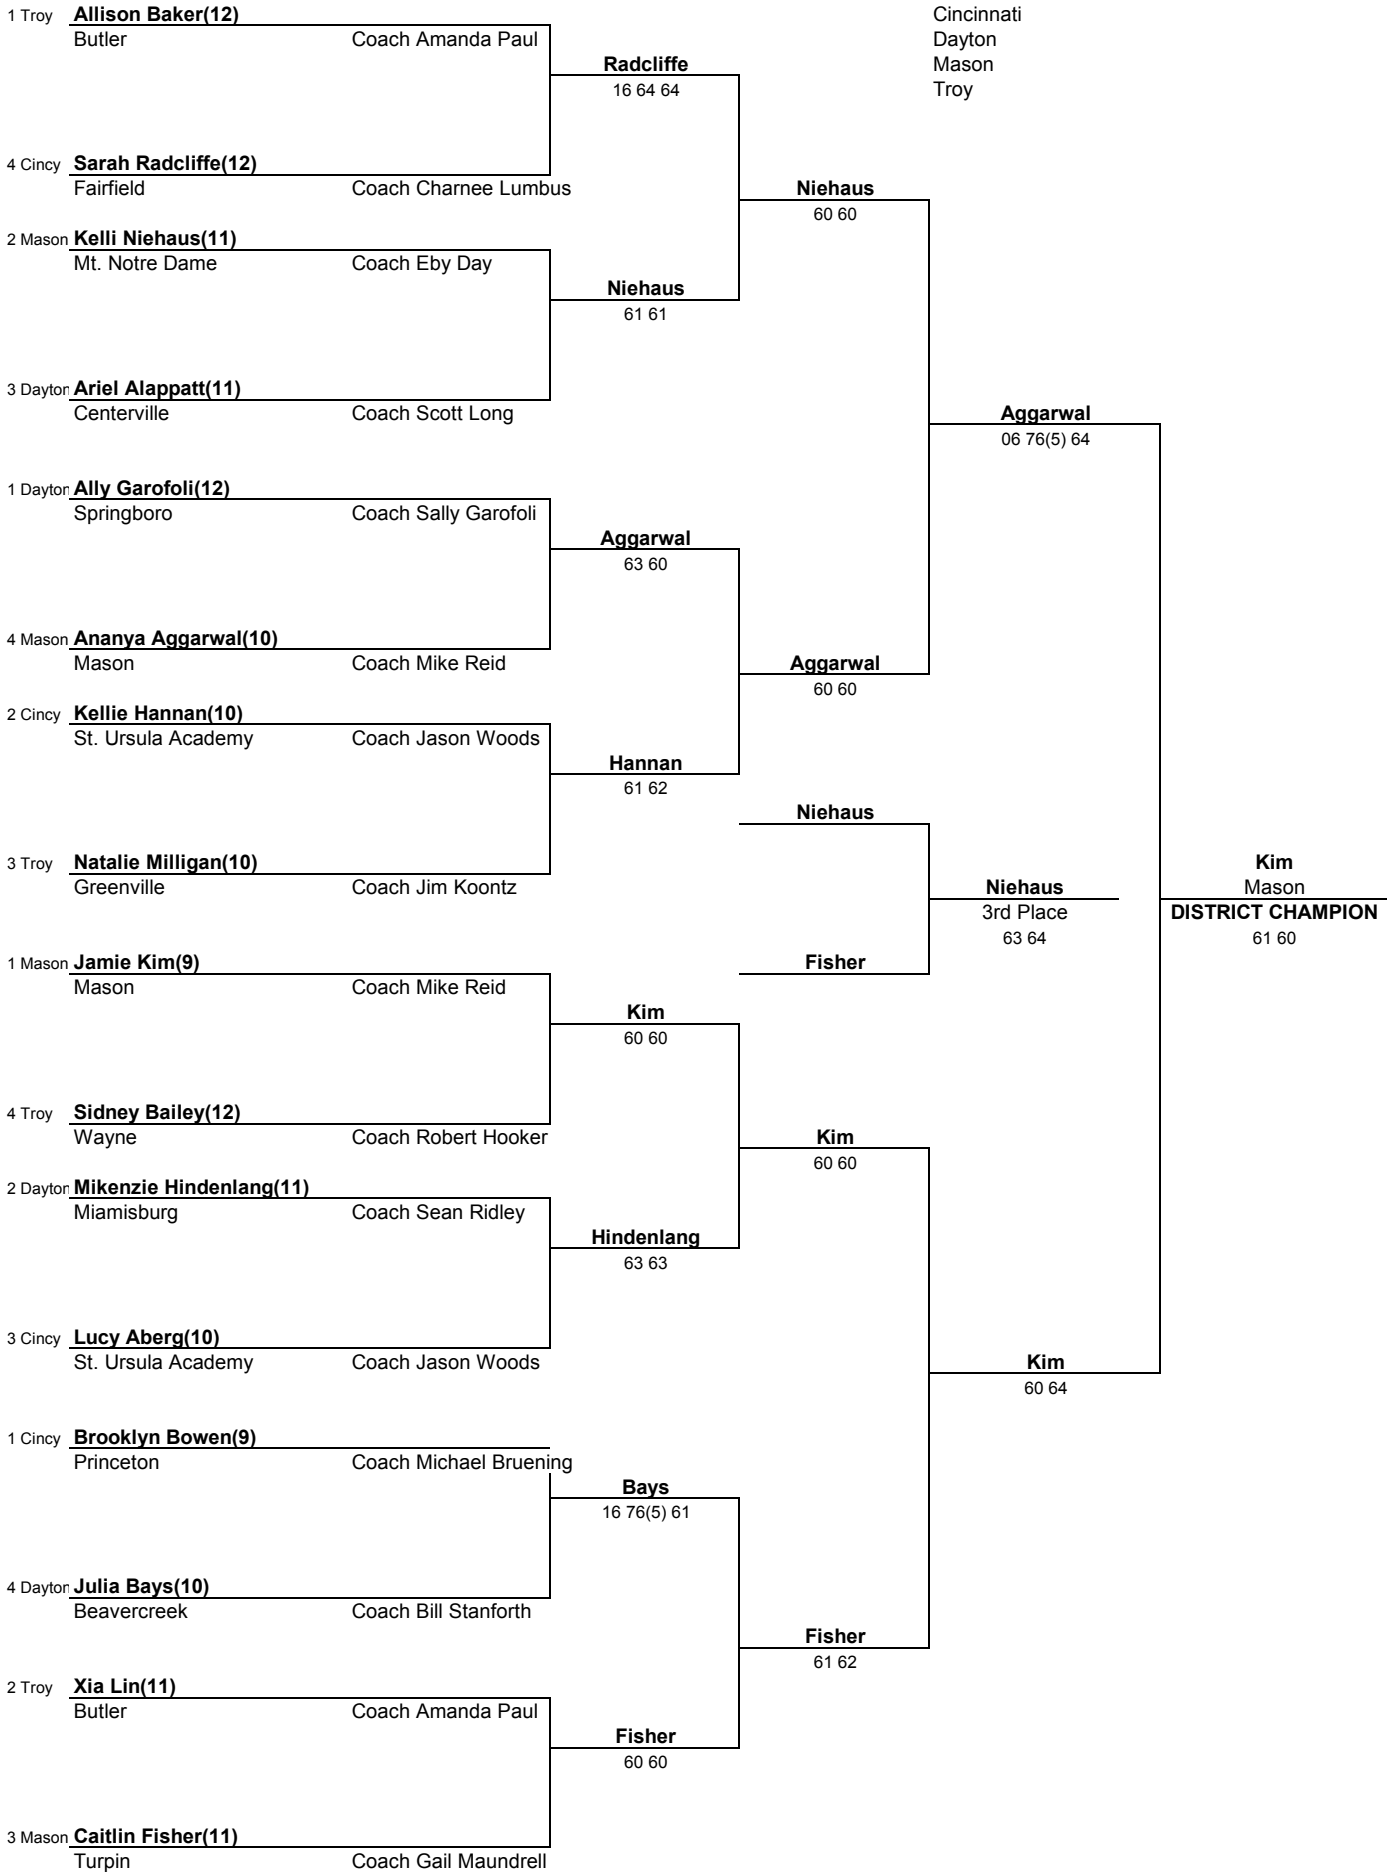 1 Troy Allison Baker(12)
Cincinnati
Butler Coach Amanda Paul
Dayton
Radcliffe
Mason
16 64 64
Troy
4 Cincy Sarah Radcliffe(12)
Fairfield Coach Charnee Lumbus
Niehaus
60 60
2 Mason Kelli Niehaus(11)
Mt. Notre Dame Coach Eby Day
Niehaus
61 61
3 Dayton Ariel Alappatt(11)
Centerville Coach Scott Long
Aggarwal
06 76(5) 64
1 Dayton Ally Garofoli(12)
Springboro Coach Sally Garofoli
Aggarwal
63 60
4 Mason Ananya Aggarwal(10)
Mason Coach Mike Reid
Aggarwal
60 60
2 Cincy Kellie Hannan(10)
St. Ursula Academy Coach Jason Woods
Hannan
61 62
Niehaus
3 Troy Natalie Milligan(10)
Kim
Greenville Coach Jim Koontz
Niehaus
Mason
3rd Place
DISTRICT CHAMPION
63 64
61 60
1 Mason Jamie Kim(9)
Fisher
Mason Coach Mike Reid
Kim
60 60
4 Troy Sidney Bailey(12)
Wayne Coach Robert Hooker
Kim
60 60
2 Dayton Mikenzie Hindenlang(11)
Miamisburg Coach Sean Ridley
Hindenlang
63 63
3 Cincy Lucy Aberg(10)
St. Ursula Academy Coach Jason Woods
Kim
60 64
1 Cincy Brooklyn Bowen(9)
Princeton Coach Michael Bruening
Bays
16 76(5) 61
4 Dayton Julia Bays(10)
Beavercreek Coach Bill Stanforth
Fisher
61 62
2 Troy Xia Lin(11)
Butler Coach Amanda Paul
Fisher
60 60
3 Mason Caitlin Fisher(11)
Turpin Coach Gail Maundrell